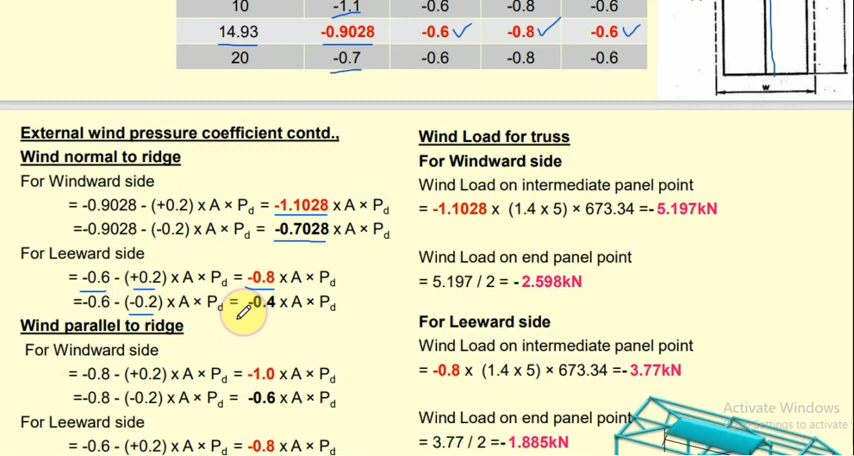 10 -1.1 -0.6 -0.8 -0.6
14.93 -0.9028 -0.6 -0.8 -0.6
20 -0.7 -0.6 -0.8 -0.6
w
External wind pressure coefficient contd.,
Wind normal to ridge
For Windward side
= -0.9028 - (+0.2) x A × Pd = -1.1028 x A × Pd
=-0.9028 - (-0.2) x A × Pd = -0.7028 x A × Pd
For Leeward side
= -0.6 - (+0.2) x A × Pd = -0.8 x A × Pd
=-0.6 - (-0.2) x A × Pd = -0.4 x A × Pd
Wind parallel to ridge
For Windward side
= -0.8 - (+0.2) x A × Pd = -1.0 x A × Pd
=-0.8 - (-0.2) x A × Pd = -0.6 x A × Pd
For Leeward side
= -0.6 - (+0.2) x A × Pd = -0.8 x A × Pd
Wind Load for truss
For Windward side
Wind Load on intermediate panel point
= -1.1028 x (1.4 x 5) × 673.34 =- 5.197kN
Wind Load on end panel point
= 5.197 / 2 = - 2.598kN
For Leeward side
Wind Load on intermediate panel point
= -0.8 x (1.4 x 5) × 673.34 =- 3.77kN
Wind Load on end panel point
= 3.77 / 2 =- 1.885kN
Activate Windows
Settings to activate